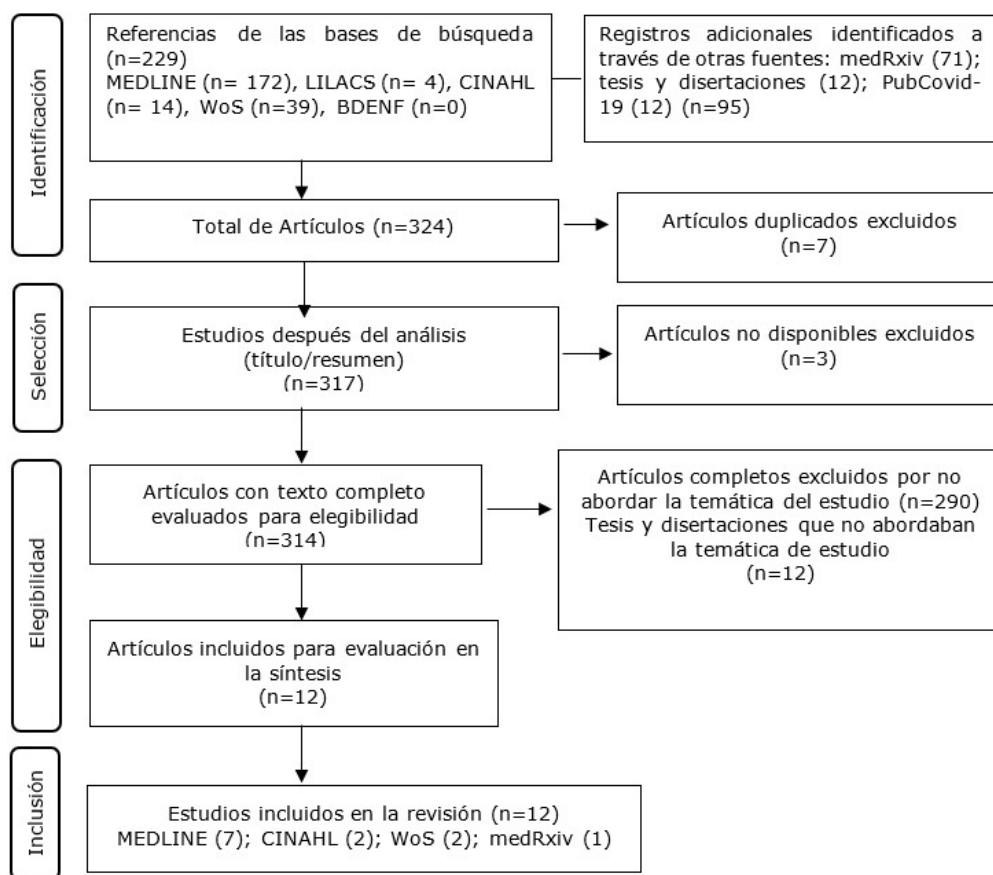 Identificación
Referencias de las bases de búsqueda
(n=229)
MEDLINE (n= 172), LILACS (n= 4), CINAHL
(n= 14), WoS (n=39), BDENF (n=0)
Registros adicionales identificados a
través de otras fuentes: medRxiv (71);
tesis y disertaciones (12); PubCovid-
19 (12) (n=95)
Total de Artículos (n=324)
Artículos duplicados excluidos
(n=7)
Selección
Estudios después del análisis
(título/resumen)
(n=317)
Artículos no disponibles excluidos
(n=3)
Elegibilidad
Artículos con texto completo
evaluados para elegibilidad
(n=314)
Artículos completos excluidos por no
abordar la temática del estudio (n=290)
Tesis y disertaciones que no abordaban
la temática de estudio
(n=12)
Artículos incluidos para evaluación en
la síntesis
(n=12)
Inclusión
Estudios incluidos en la revisión (n=12)
MEDLINE (7); CINAHL (2); WoS (2); medRxiv (1)